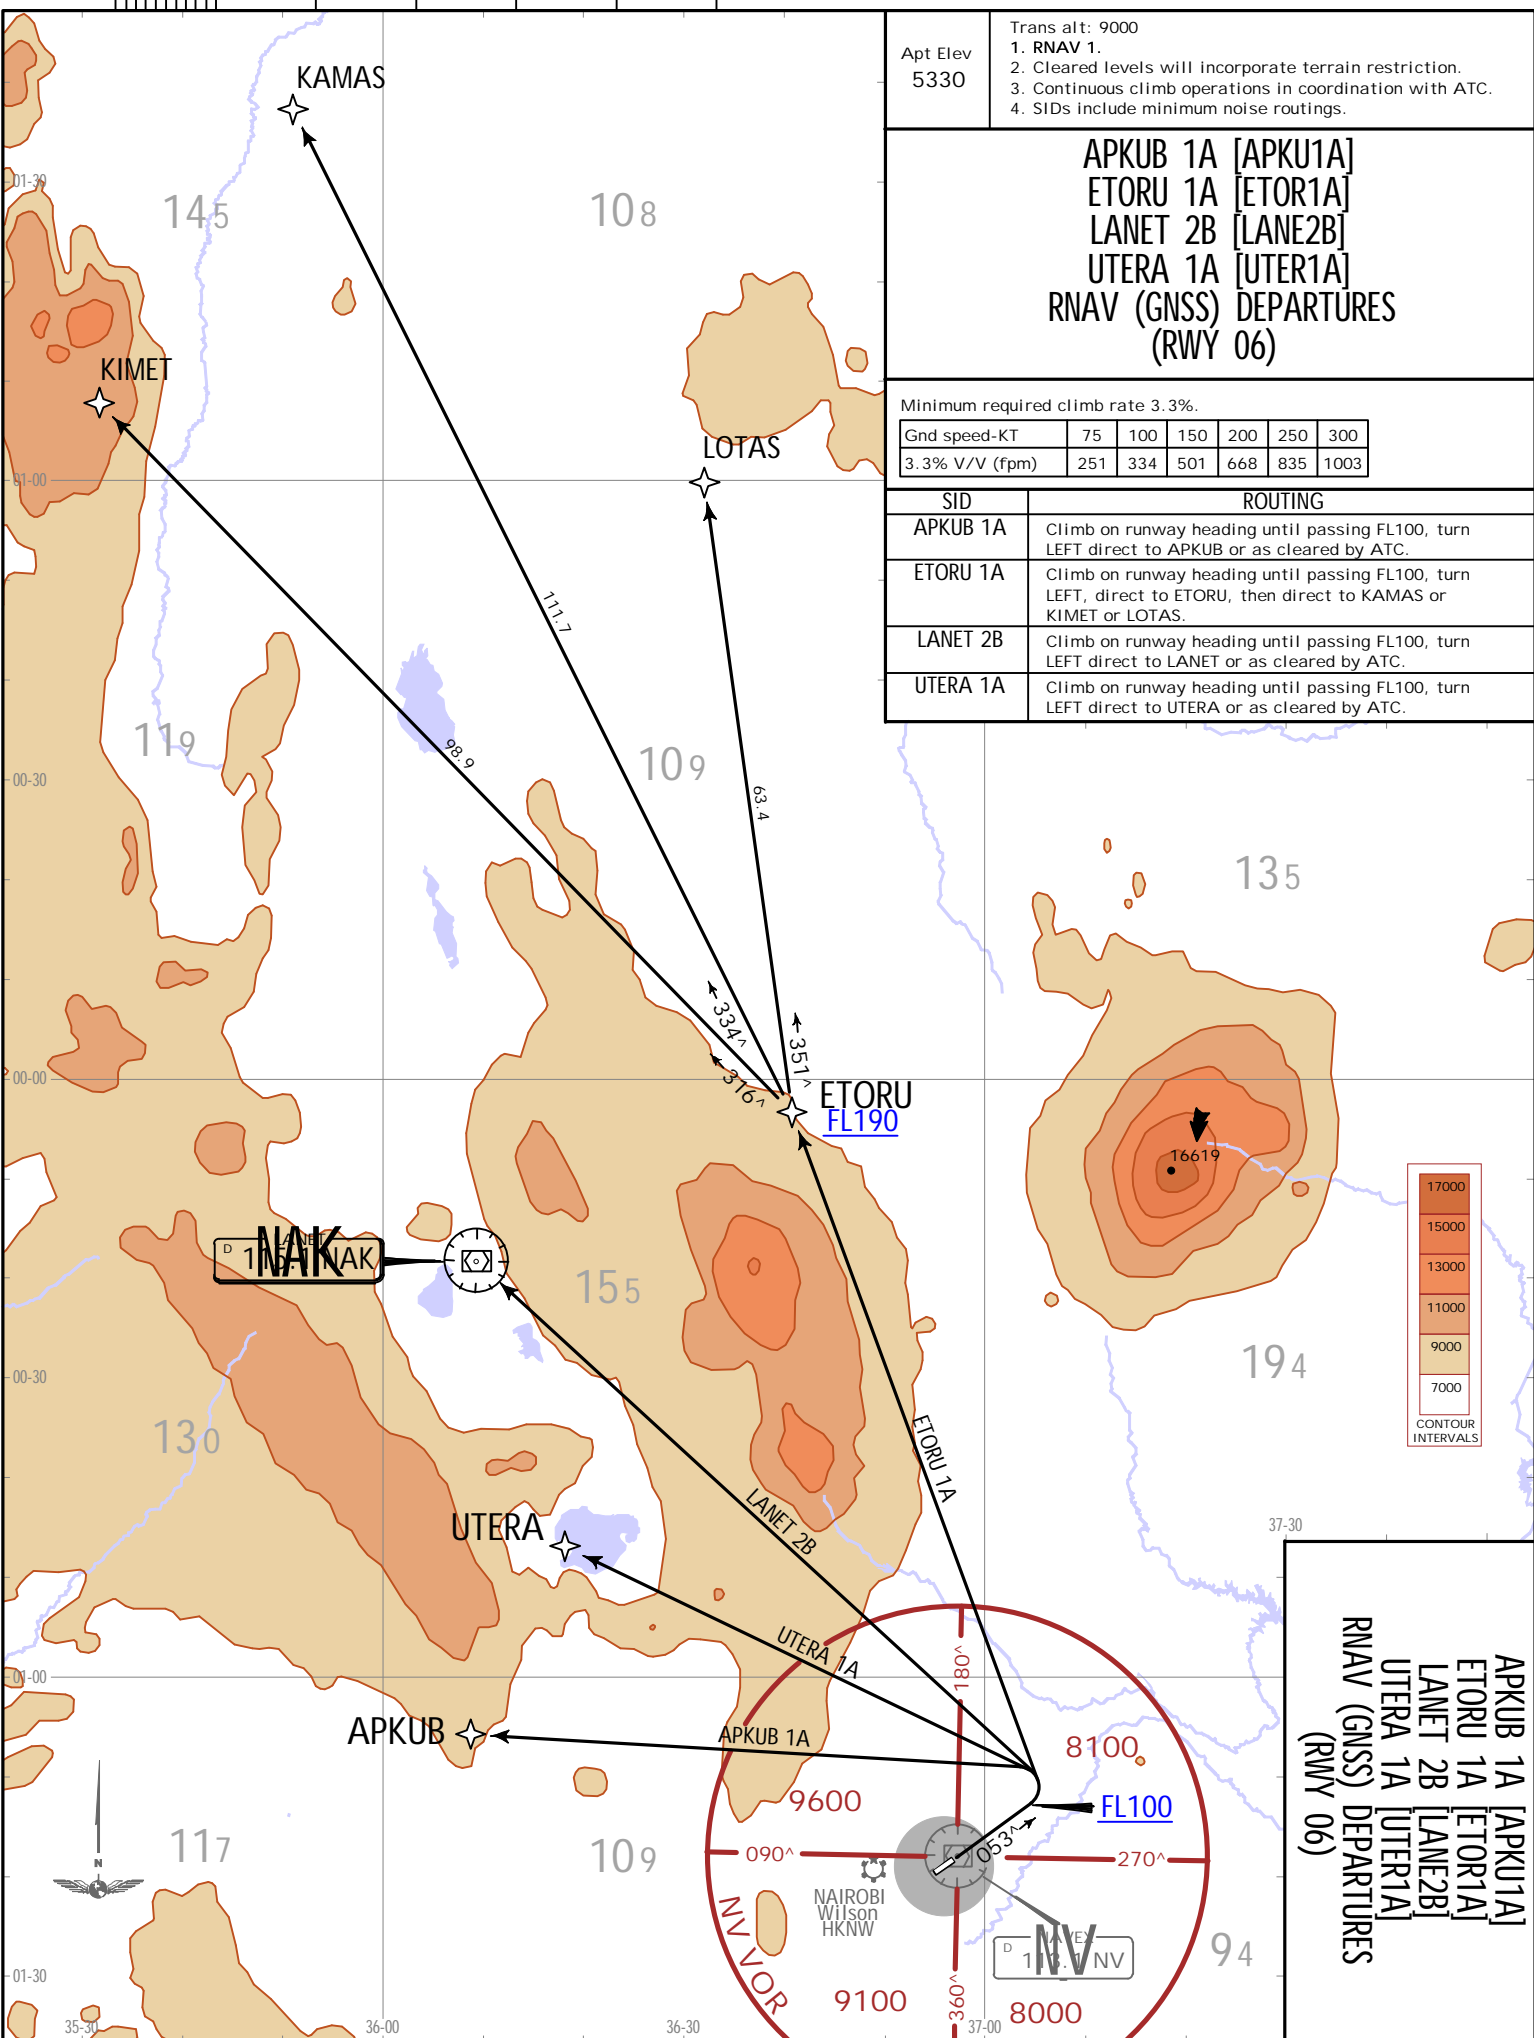 Apt Elev
5330
Trans alt: 9000
1. RNAV 1.
2. Cleared levels will incorporate terrain restriction.
3. Continuous climb operations in coordination with ATC.
4. SIDs include minimum noise routings.
APKUB 1A [APKU1A]
ETORU 1A [ETOR1A]
LANET 2B [LANE2B]
UTERA 1A [UTER1A]
RNAV (GNSS) DEPARTURES
(RWY 06)
Minimum required climb rate 3.3%.
Gnd speed-KT 75 100 150 200 250 300
3.3% V/V (fpm) 251 334 501 668 835 1003
SID ROUTING
APKUB 1A Climb on runway heading until passing FL100, turn
LEFT direct to APKUB or as cleared by ATC.
ETORU 1A Climb on runway heading until passing FL100, turn
LEFT, direct to ETORU, then direct to KAMAS or
KIMET or LOTAS.
LANET 2B Climb on runway heading until passing FL100, turn
LEFT direct to LANET or as cleared by ATC.
UTERA 1A Climb on runway heading until passing FL100, turn
LEFT direct to UTERA or as cleared by ATC.
KAMAS
01-30
145
108
KIMET
LOTAS
01-00
111.7
119
98.9
109
63.4
00-30
135
334^
351^
316^
00-00
ETORU
FL190
16619
17000
15000
13000
11000
9000
7000
CONTOUR
INTERVALS
LANET
NAK
D NAK
155
194
00-30
130
ETORU 1A
LANET 2B
UTERA
37-30
UTERA 1A
180^
01-00
APKUB
APKUB 1A
8100
9600
FL100
053^
117
109
090^
270^
N
NAIROBI
Wilson
HKNW
NV VOR
NV
D NV
94
9100
360^
8000
01-30
35-30
36-00
36-30
37-00
APKUB 1A [APKU1A]
ETORU 1A [ETOR1A]
LANET 2B [LANE2B]
UTERA 1A [UTER1A]
RNAV (GNSS) DEPARTURES
(RWY 06)